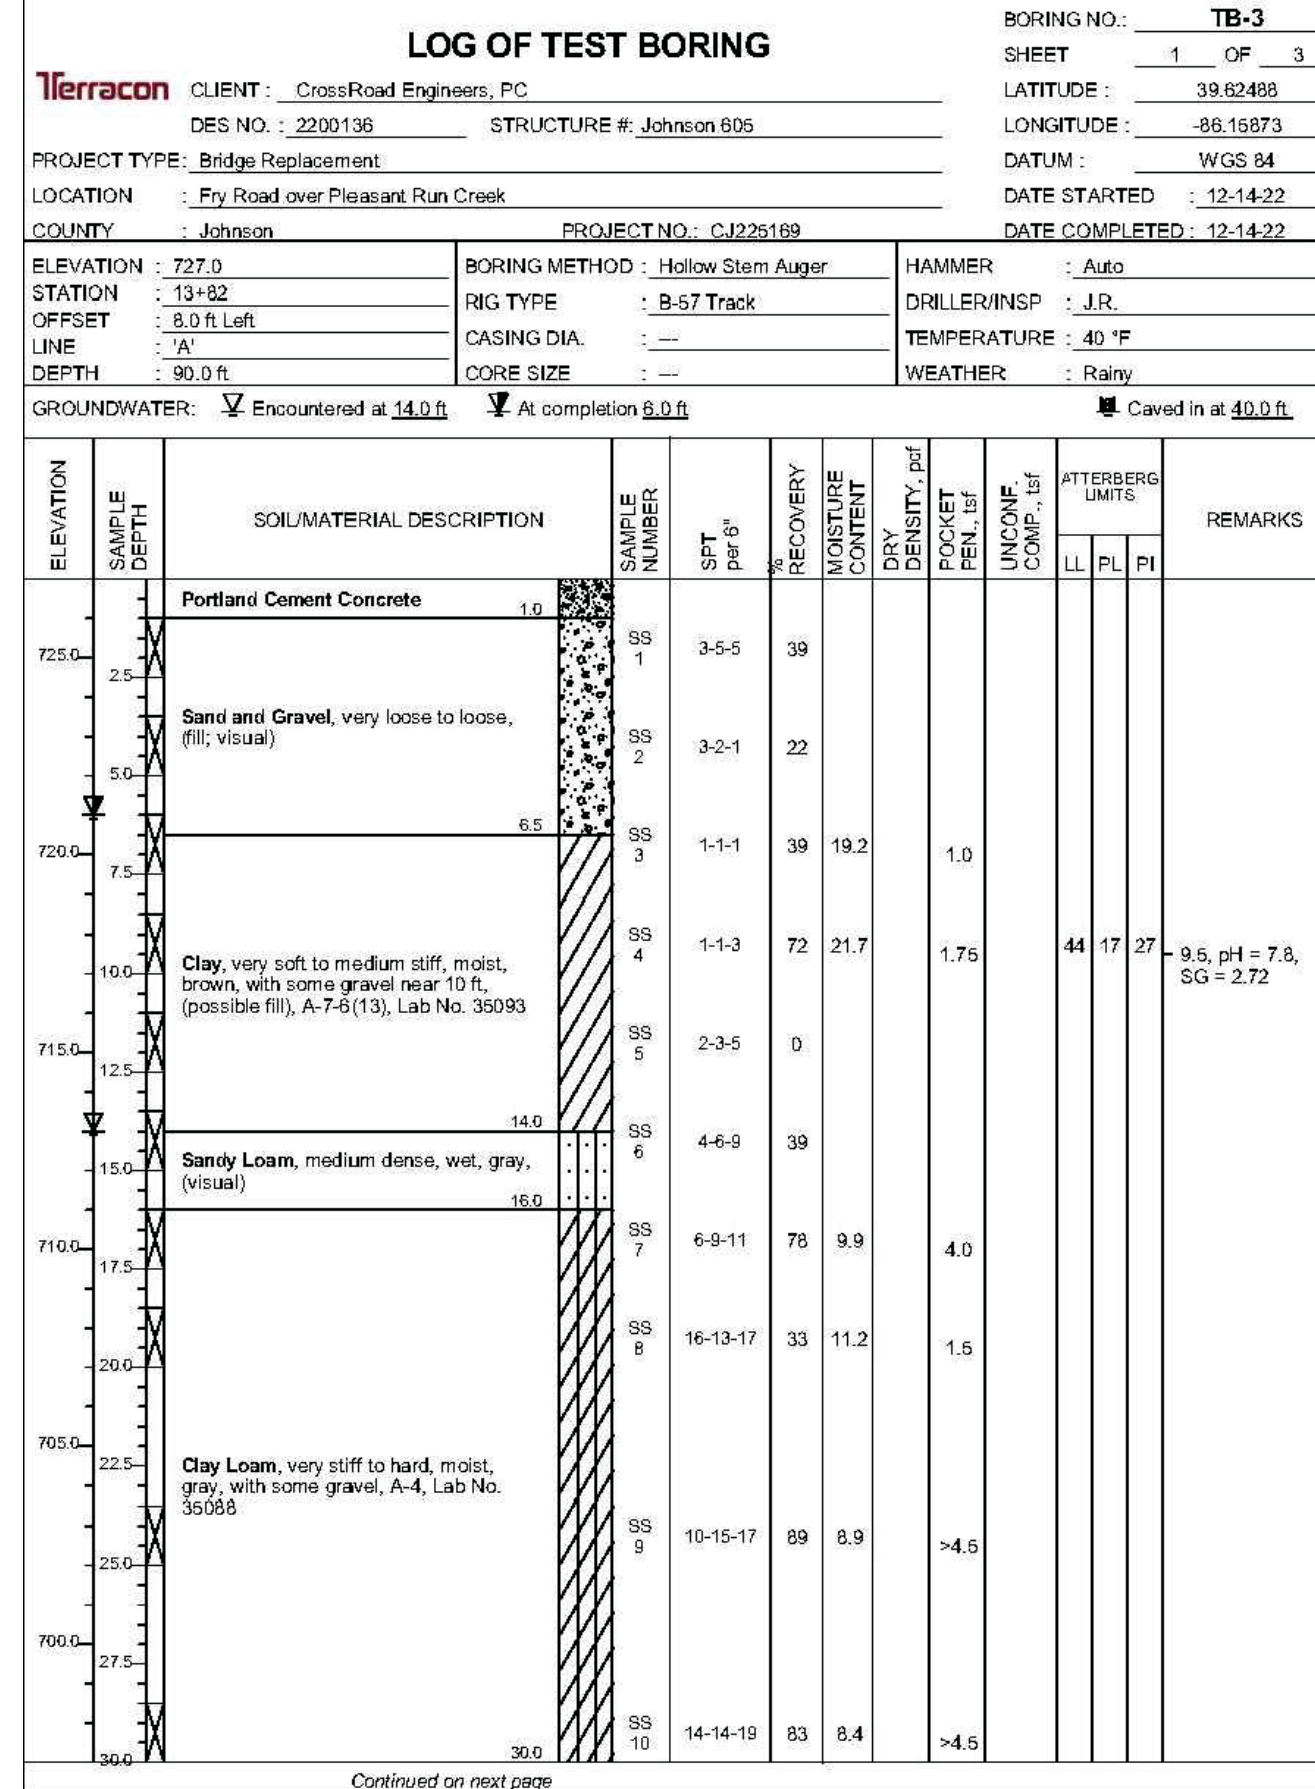 BORING NO.: TB-3
LOG OF TEST BORING
SHEET 1 OF 3
Terracon CLIENT : CrossRoad Engineers, PC
LATITUDE : 39.62488
DES NO. : 2200136 STRUCTURE #: Johnson 605
LONGITUDE : -86.15873
PROJECT TYPE: Bridge Replacement
DATUM : WGS 84
LOCATION : Fry Road over Pleasant Run Creek
DATE STARTED : 12-14-22
COUNTY : Johnson PROJECT NO.: CJ225169
DATE COMPLETED : 12-14-22
ELEVATION : 727.0
STATION : 13+82
OFFSET : 8.0 ft Left
LINE : 'A'
DEPTH : 90.0 ft
BORING METHOD : Hollow Stem Auger
RIG TYPE : B-57 Track
CASING DIA. : ---
CORE SIZE : ---
HAMMER : Auto
DRILLER/INSP : J.R.
TEMPERATURE : 40 °F
WEATHER : Rainy
GROUNDWATER: Encountered at 14.0 ft At completion 6.0 ft Caved in at 40.0 ft
ELEVATION
SAMPLE DEPTH
SOIL/MATERIAL DESCRIPTION
SAMPLE NUMBER
SPT per 6"
% RECOVERY
MOISTURE CONTENT
DRY DENSITY, pcf
POCKET PEN., tsf
UNCONF. COMP., tsf
ATTERBERG LIMITS
LL PL PI
REMARKS
Portland Cement Concrete
1.0
SS 1 3-5-5 39
725.0
2.5
Sand and Gravel, very loose to loose,
(fill; visual)
SS 2 3-2-1 22
5.0
6.5
SS 3 1-1-1 39 19.2 1.0
720.0
7.5
SS 4 1-1-3 72 21.7 1.75 44 17 27 9.5, pH = 7.8,
SG = 2.72
10.0
Clay, very soft to medium stiff, moist,
brown, with some gravel near 10 ft,
(possible fill), A-7-6(13), Lab No. 35093
SS 5 2-3-5 0
715.0
12.5
14.0
SS 6 4-6-9 39
15.0
Sandy Loam, medium dense, wet, gray,
(visual)
16.0
SS 7 6-9-11 78 9.9 4.0
710.0
17.5
SS 8 16-13-17 33 11.2 1.5
20.0
705.0
22.5
Clay Loam, very stiff to hard, moist,
gray, with some gravel, A-4, Lab No.
35088
SS 9 10-15-17 89 8.9 >4.5
25.0
700.0
27.5
SS 10 14-14-19 83 8.4 >4.5
30.0
30.0
Continued on next page